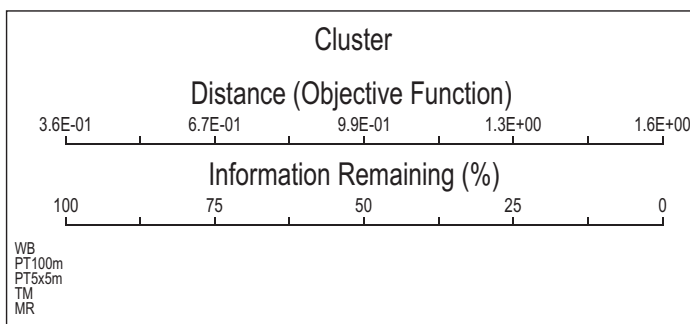 Cluster
Distance (Objective Function)
3.6E-01 6.7E-01 9.9E-01 1.3E+00 1.6E+00
Information Remaining (%)
100 75 50 25 0
WB
PT100m
PT5x5m
TM
MR